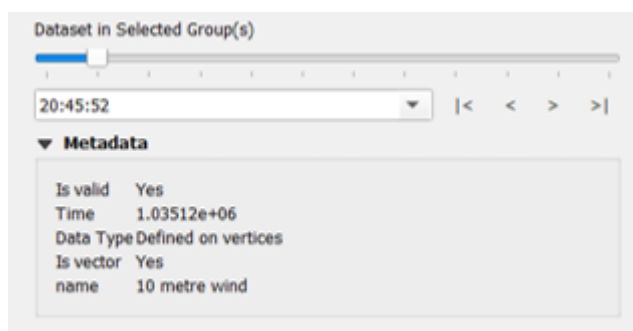 Dataset in Selected Group(s)
20:45:52 |< < > >|
Metadata
Is valid Yes
Time 1.03512e+06
Data Type Defined on vertices
Is vector Yes
name 10 metre wind